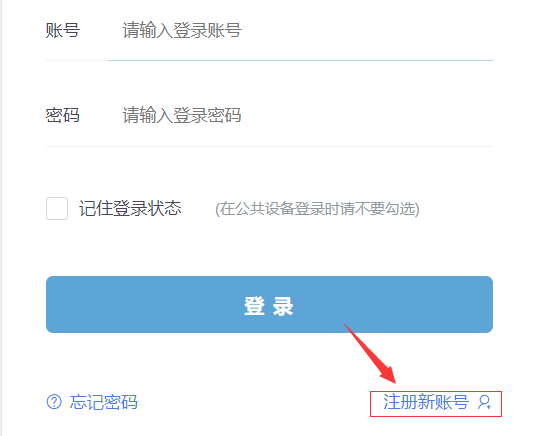 账号 请输入登录账号
密码 请输入登录密码
记住登录状态 (在公共设备登录时请不要勾选)
登 录
忘记密码 注册新账号